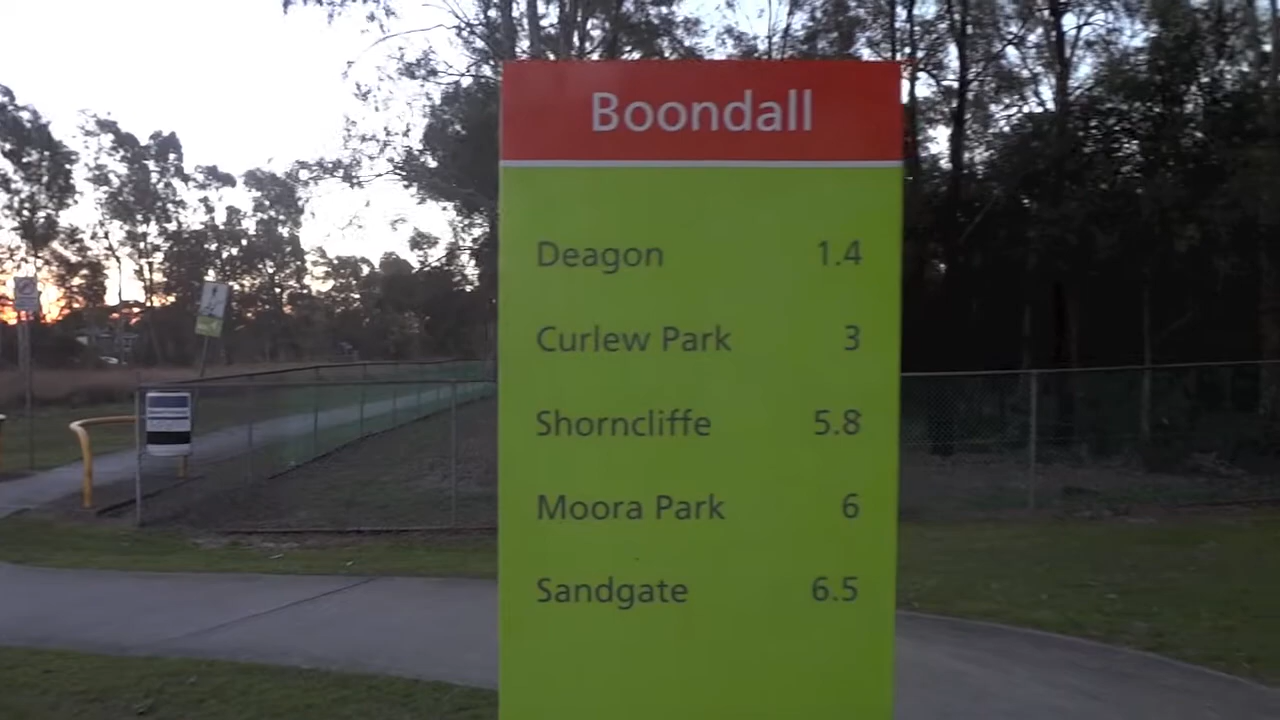 Boondall
Deagon 1.4
Curlew Park 3
Shorncliffe 5.8
Moora Park 6
Sandgate 6.5